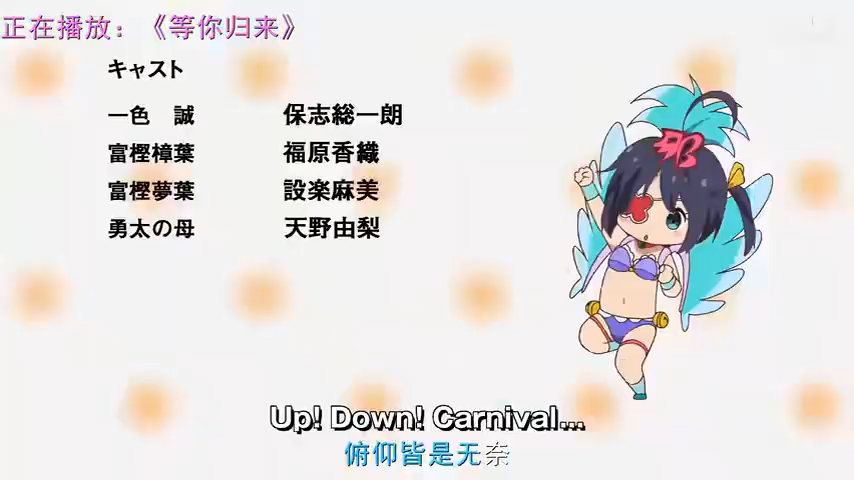 正在播放：《等你归来》
キャスト
一色 誠 保志総一朗
富樫樟葉 福原香織
富樫夢葉 設楽麻美
勇太の母 天野由梨
邪
Up! Down! Carnival...
俯仰皆是无奈